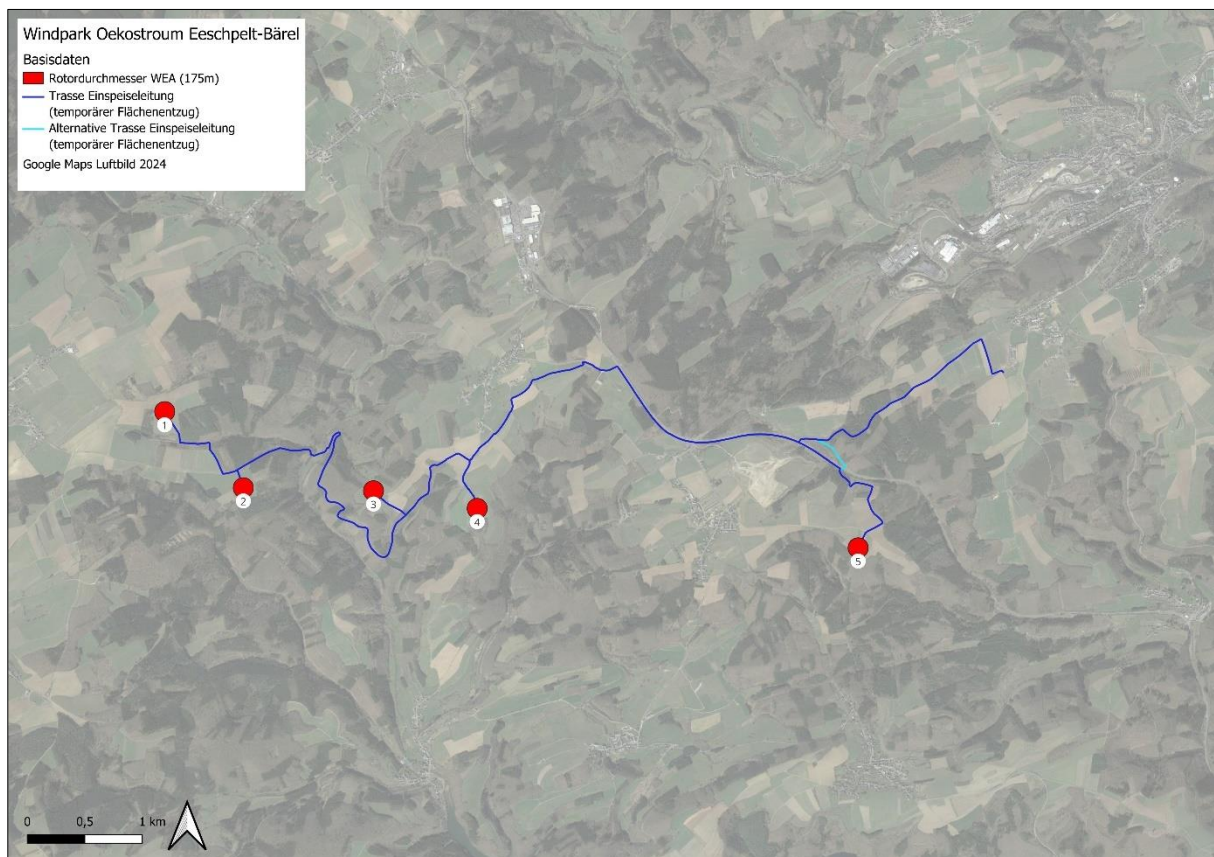 Windpark Oekostroum Eeschpelt-Bärel
Basisdaten
Rotordurchmesser WEA (175m)
Trasse Einspeiseleitung
(temporärer Flächenentzug)
Alternative Trasse Einspeiseleitung
(temporärer Flächenentzug)
Google Maps Luftbild 2024
1
2
3
4
5
0 0,5 1 km